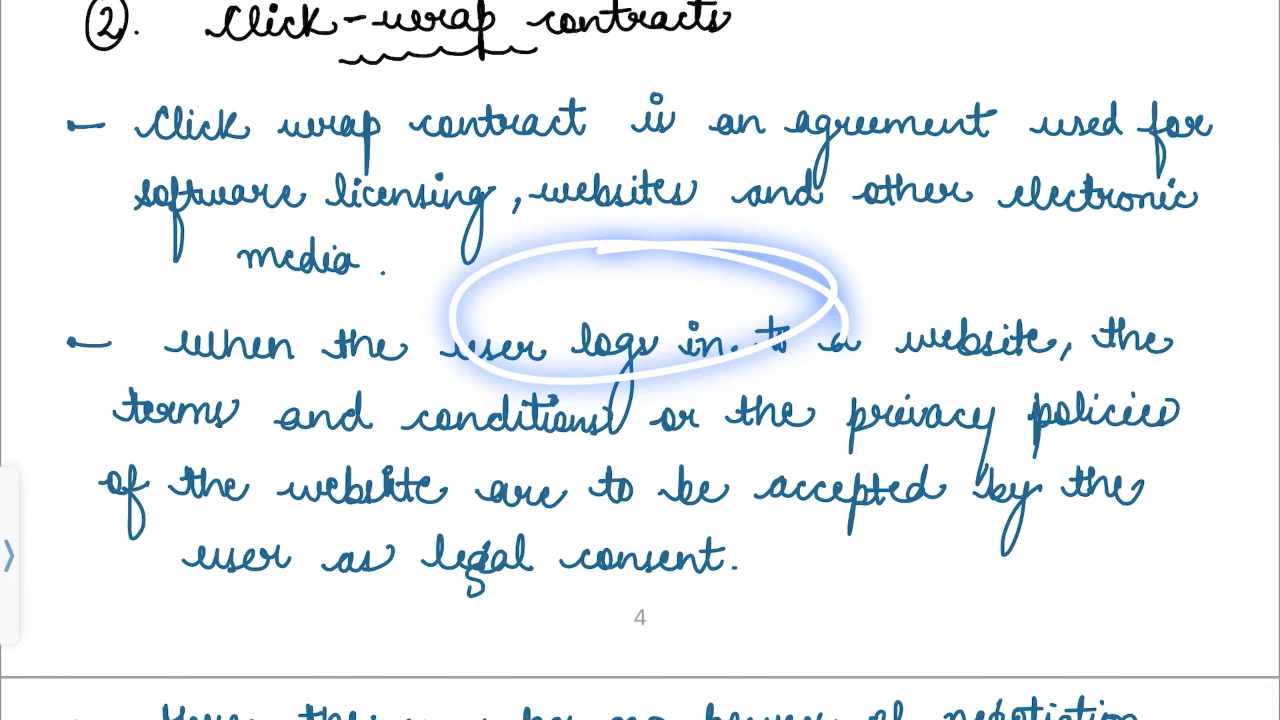 ②. Click-wrap contracts
- Click wrap contract is an agreement used for
software licensing, websites and other electronic
media.
- When the user logs in to a website, the
terms and conditions or the privacy policies
of the website are to be accepted by the
user as legal consent.
4
of negotiation